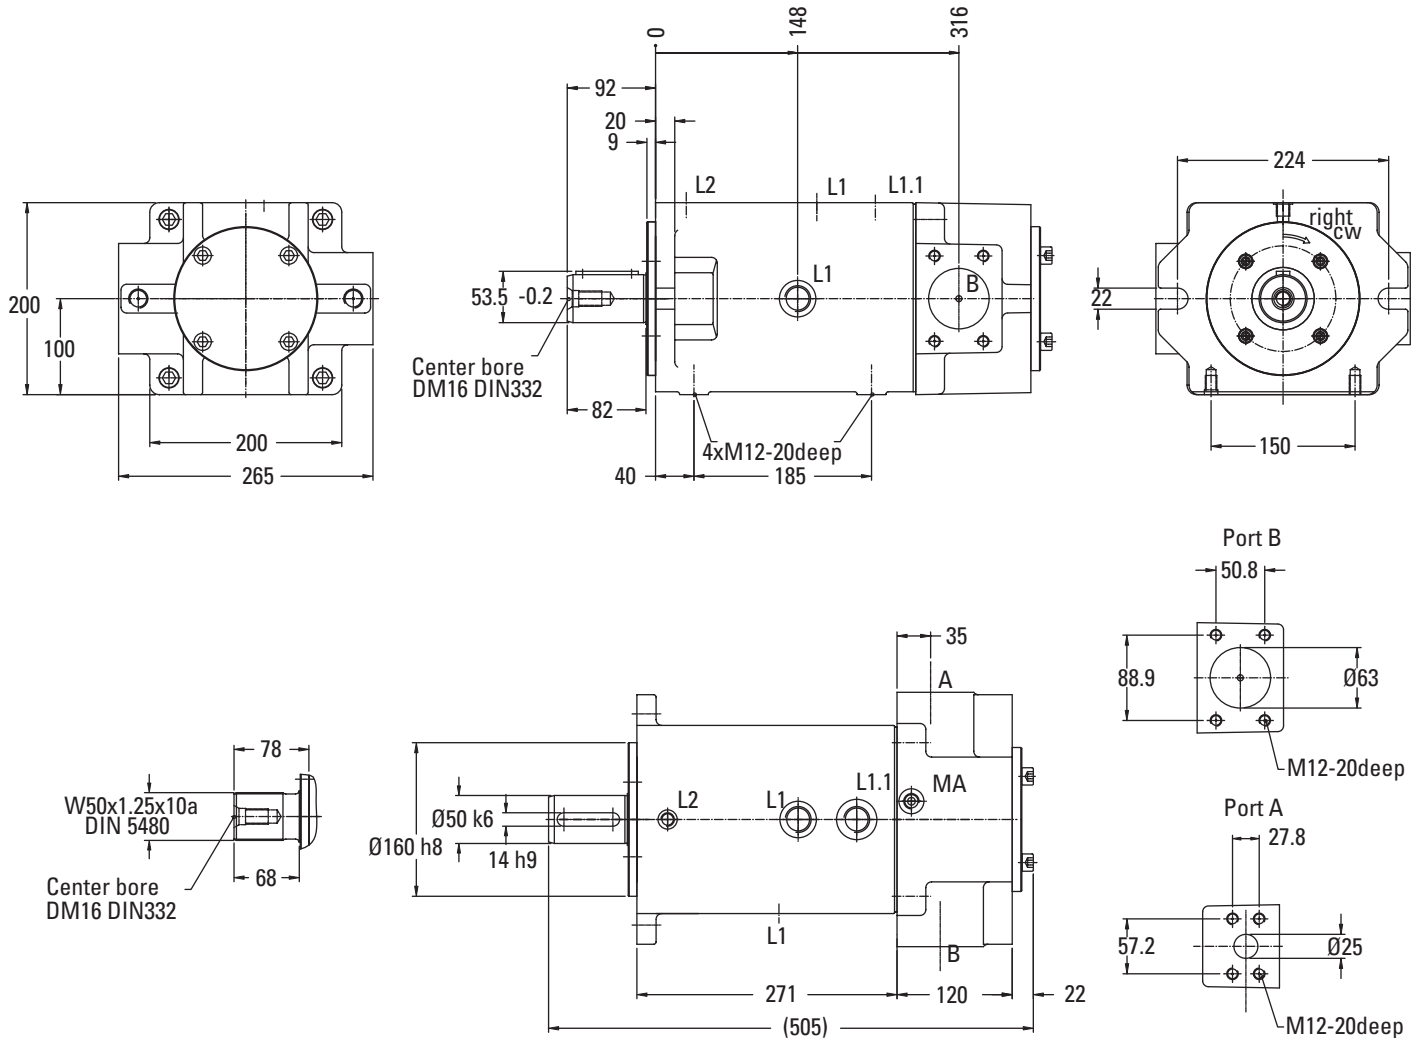 0
148
316
92
20
9
L2
L1
L1.1
L1
B
53.5 -0.2
Center bore
DM16 DIN332
82
4xM12-20deep
40
185
200
100
200
265
224
right
cw
22
150
Port B
50.8
88.9
Ø63
M12-20deep
Port A
27.8
57.2
Ø25
M12-20deep
78
W50x1.25x10a
DIN 5480
68
Center bore
DM16 DIN332
35
A
L1.1
MA
L2
L1
Ø50 k6
Ø160 h8
14 h9
L1
B
271
120
22
(505)